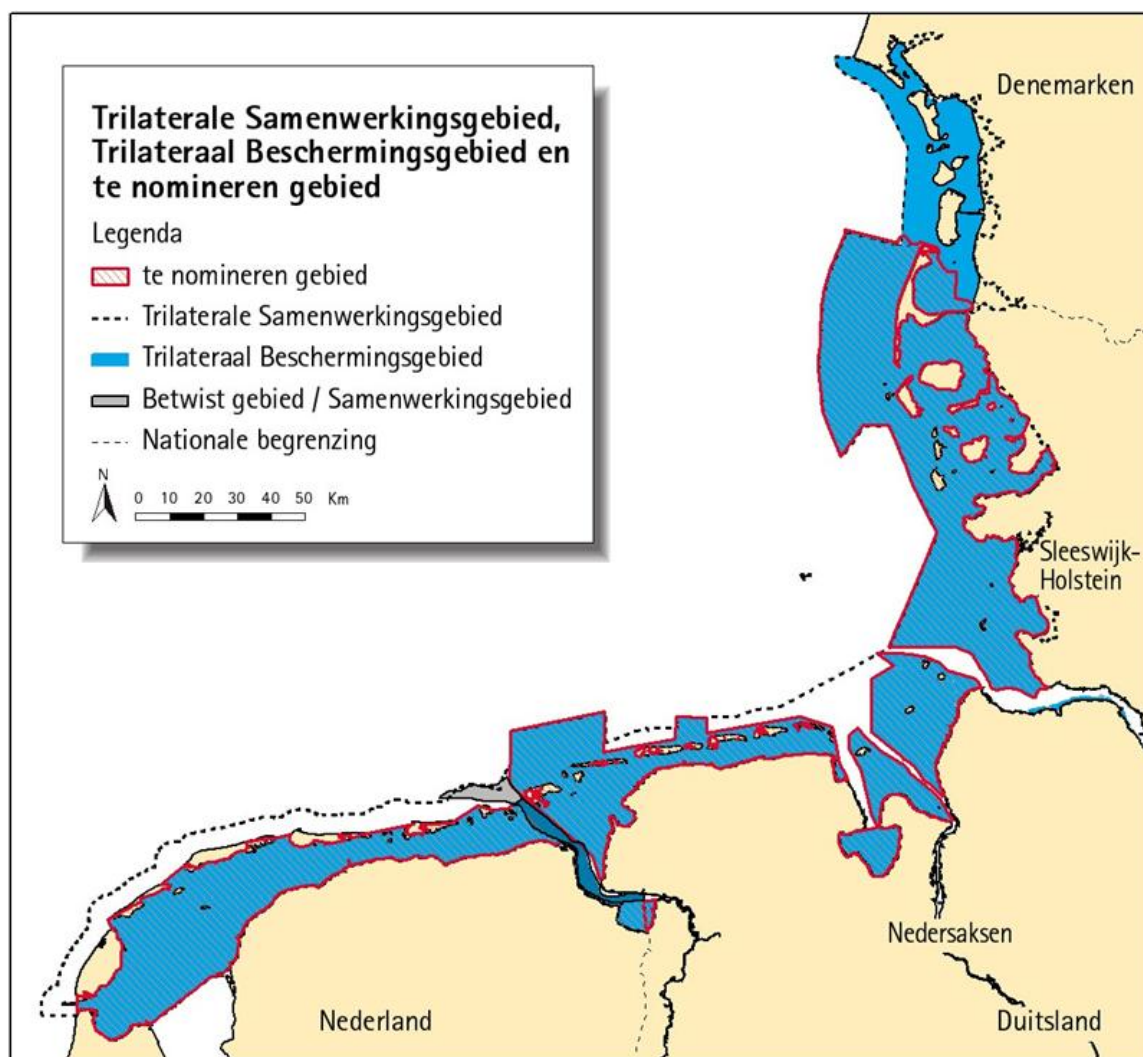 Trilaterale Samenwerkingsgebied,
Trilateraal Beschermingsgebied en
te nomineren gebied
Legenda
te nomineren gebied
Trilaterale Samenwerkingsgebied
Trilateraal Beschermingsgebied
Betwist gebied / Samenwerkingsgebied
Nationale begrenzing
N
0 10 20 30 40 50 Km
Denemarken
Sleeswijk-
Holstein
Nedersaksen
Nederland
Duitsland